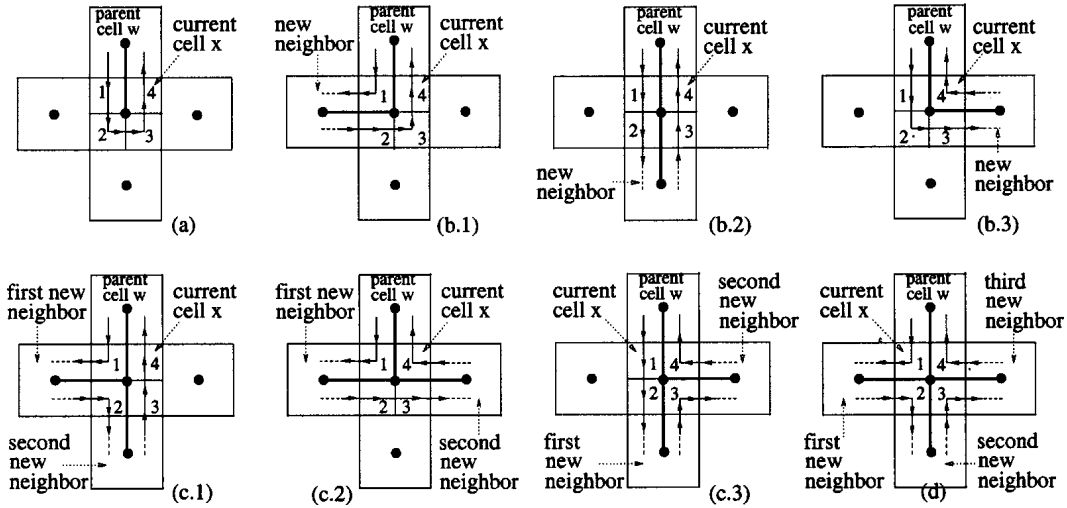 parent
cell w
current
cell x
1
4
2
3
(a)
new
neighbor
parent
cell w
current
cell x
1
4
2
3
(b.1)
parent
cell w
current
cell x
1
4
2
3
new
neighbor
(b.2)
parent
cell w
current
cell x
1
4
2
3
new
neighbor
(b.3)
first new
neighbor
parent
cell w
current
cell x
1
4
2
3
second
new
neighbor
(c.1)
first new
neighbor
parent
cell w
current
cell x
1
4
2
3
second
new
neighbor
(c.2)
current
cell x
parent
cell w
second
new
neighbor
1
4
2
3
first
new
neighbor
(c.3)
current
cell x
parent
cell w
third
new
neighbor
1
4
2
3
first
new
neighbor
second
new
neighbor
(d)